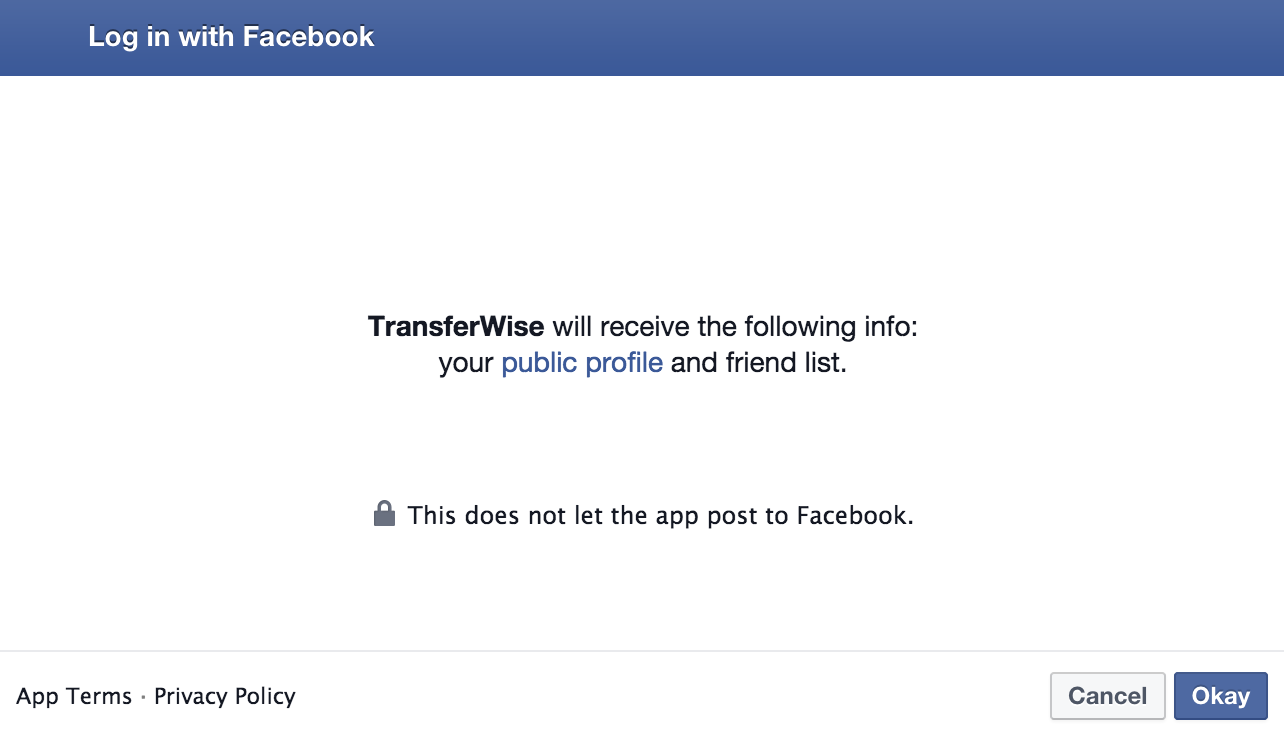 Log in with Facebook
TransferWise will receive the following info:
your public profile and friend list.
This does not let the app post to Facebook.
App Terms · Privacy Policy
Cancel
Okay